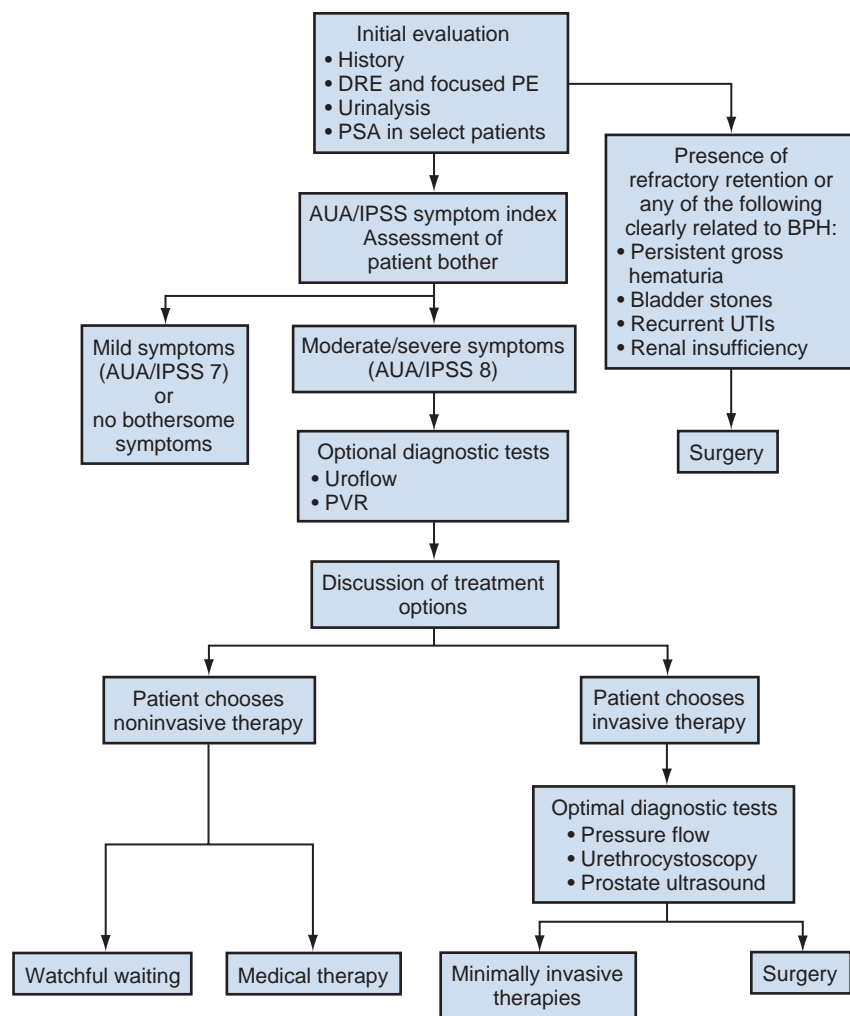 Initial evaluation
• History
• DRE and focused PE
• Urinalysis
• PSA in select patients
Presence of
refractory retention or
any of the following
clearly related to BPH:
• Persistent gross
hematuria
• Bladder stones
• Recurrent UTIs
• Renal insufficiency
AUA/IPSS symptom index
Assessment of
patient bother
Mild symptoms
(AUA/IPSS 7)
or
no bothersome
symptoms
Moderate/severe symptoms
(AUA/IPSS 8)
Surgery
Optional diagnostic tests
• Uroflow
• PVR
Discussion of treatment
options
Patient chooses
noninvasive therapy
Patient chooses
invasive therapy
Optimal diagnostic tests
• Pressure flow
• Urethrocystoscopy
• Prostate ultrasound
Watchful waiting
Medical therapy
Minimally invasive
therapies
Surgery